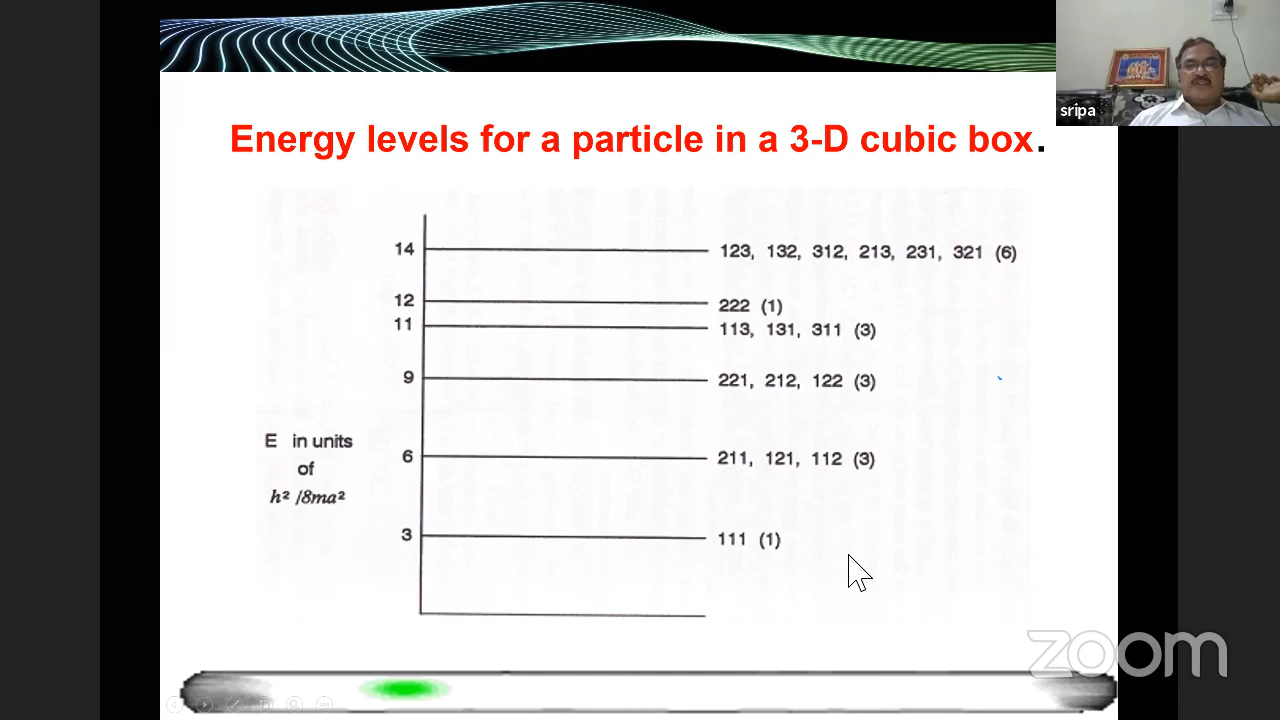 sripa
Energy levels for a particle in a 3-D cubic box.
14 123, 132, 312, 213, 231, 321 (6)
12 222 (1)
11 113, 131, 311 (3)
9 221, 212, 122 (3)
E in units
of
h² /8ma²
6 211, 121, 112 (3)
3 111 (1)
zoom